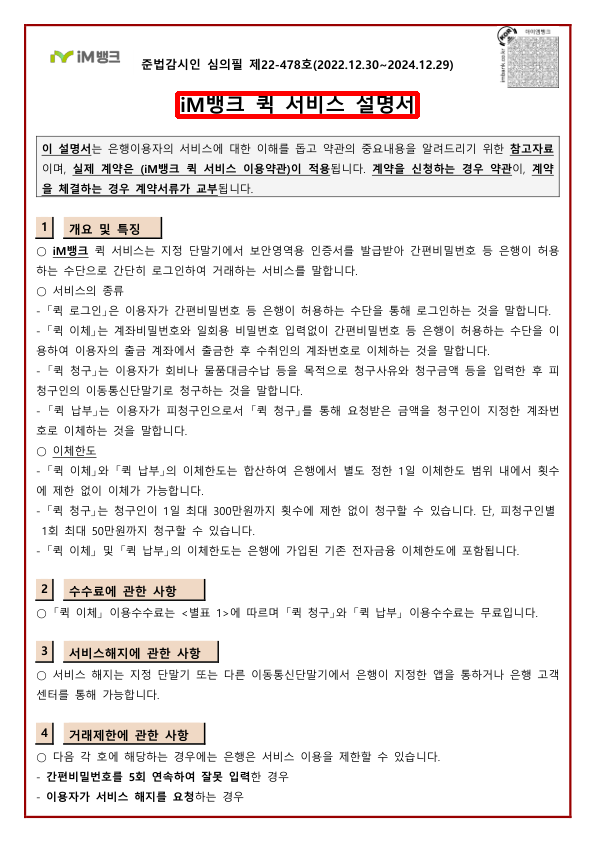 iM뱅크
준법감시인 심의필 제22-478호(2022.12.30~2024.12.29)
아이엠뱅크
imbank.co.kr
iM뱅크 퀵 서비스 설명서
이 설명서는 은행이용자의 서비스에 대한 이해를 돕고 약관의 중요내용을 알려드리기 위한 참고자료
이며, 실제 계약은 (iM뱅크 퀵 서비스 이용약관)이 적용됩니다. 계약을 신청하는 경우 약관이, 계약
을 체결하는 경우 계약서류가 교부됩니다.
1 개요 및 특징
○ iM뱅크 퀵 서비스는 지정 단말기에서 보안영역용 인증서를 발급받아 간편비밀번호 등 은행이 허용
하는 수단으로 간단히 로그인하여 거래하는 서비스를 말합니다.
○ 서비스의 종류
- 「퀵 로그인」은 이용자가 간편비밀번호 등 은행이 허용하는 수단을 통해 로그인하는 것을 말합니다.
- 「퀵 이체」는 계좌비밀번호와 일회용 비밀번호 입력없이 간편비밀번호 등 은행이 허용하는 수단을 이
용하여 이용자의 출금 계좌에서 출금한 후 수취인의 계좌번호로 이체하는 것을 말합니다.
- 「퀵 청구」는 이용자가 회비나 물품대금수납 등을 목적으로 청구사유와 청구금액 등을 입력한 후 피
청구인의 이동통신단말기로 청구하는 것을 말합니다.
- 「퀵 납부」는 이용자가 피청구인으로서 「퀵 청구」를 통해 요청받은 금액을 청구인이 지정한 계좌번
호로 이체하는 것을 말합니다.
○ 이체한도
- 「퀵 이체」와 「퀵 납부」의 이체한도는 합산하여 은행에서 별도 정한 1일 이체한도 범위 내에서 횟수
에 제한 없이 이체가 가능합니다.
- 「퀵 청구」는 청구인이 1일 최대 300만원까지 횟수에 제한 없이 청구할 수 있습니다. 단, 피청구인별
1회 최대 50만원까지 청구할 수 있습니다.
- 「퀵 이체」 및 「퀵 납부」의 이체한도는 은행에 가입된 기존 전자금융 이체한도에 포함됩니다.
2 수수료에 관한 사항
○ 「퀵 이체」 이용수수료는 <별표 1>에 따르며 「퀵 청구」와 「퀵 납부」 이용수수료는 무료입니다.
3 서비스해지에 관한 사항
○ 서비스 해지는 지정 단말기 또는 다른 이동통신단말기에서 은행이 지정한 앱을 통하거나 은행 고객
센터를 통해 가능합니다.
4 거래제한에 관한 사항
○ 다음 각 호에 해당하는 경우에는 은행은 서비스 이용을 제한할 수 있습니다.
- 간편비밀번호를 5회 연속하여 잘못 입력한 경우
- 이용자가 서비스 해지를 요청하는 경우